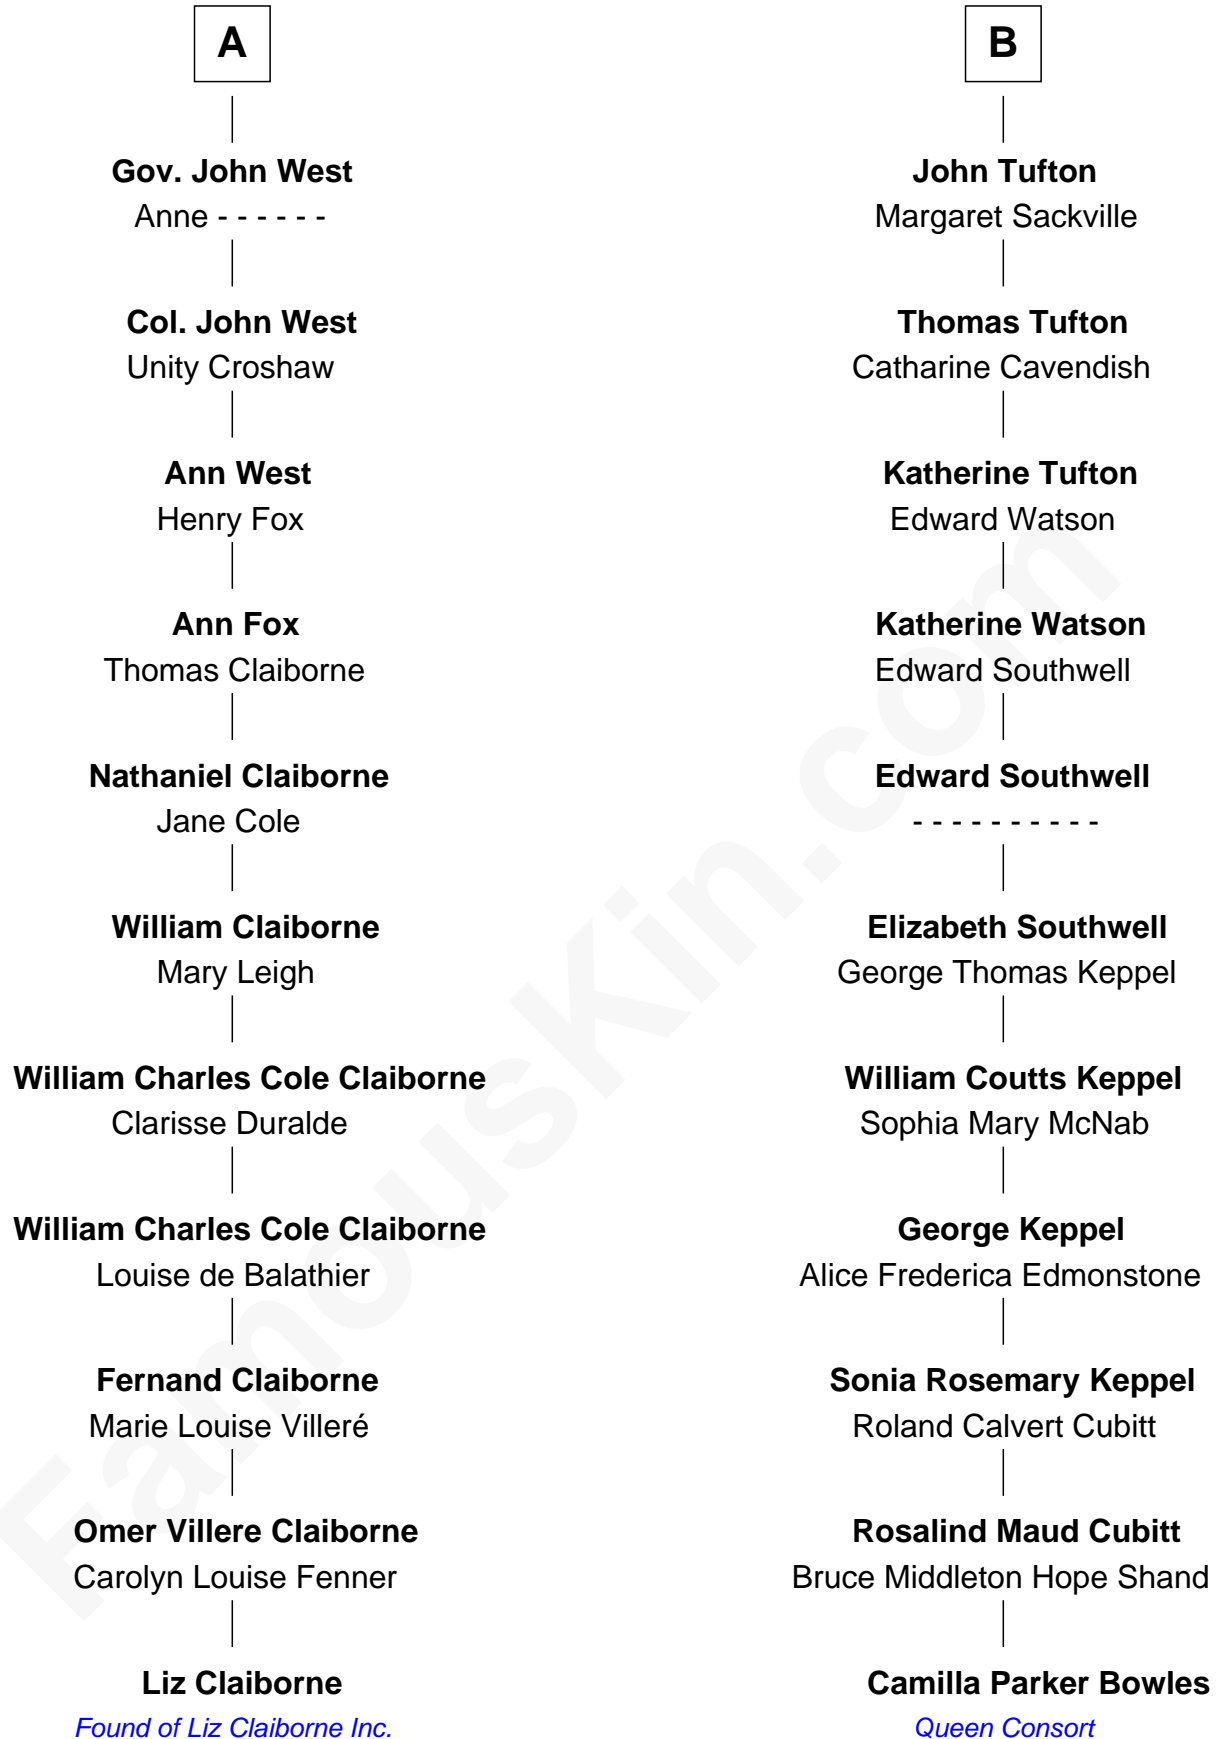 A
Gov. John West
Anne - - - - - -
Col. John West
Unity Croshaw
Ann West
Henry Fox
Ann Fox
Thomas Claiborne
Nathaniel Claiborne
Jane Cole
William Claiborne
Mary Leigh
William Charles Cole Claiborne
Clarisse Duralde
William Charles Cole Claiborne
Louise de Balathier
Fernand Claiborne
Marie Louise Villeré
Omer Villere Claiborne
Carolyn Louise Fenner
Liz Claiborne
Found of Liz Claiborne Inc.
B
John Tufton
Margaret Sackville
Thomas Tufton
Catharine Cavendish
Katherine Tufton
Edward Watson
Katherine Watson
Edward Southwell
Edward Southwell
- - - - - - - - - -
Elizabeth Southwell
George Thomas Keppel
William Coutts Keppel
Sophia Mary McNab
George Keppel
Alice Frederica Edmonstone
Sonia Rosemary Keppel
Roland Calvert Cubitt
Rosalind Maud Cubitt
Bruce Middleton Hope Shand
Camilla Parker Bowles
Queen Consort
FamousKin.com